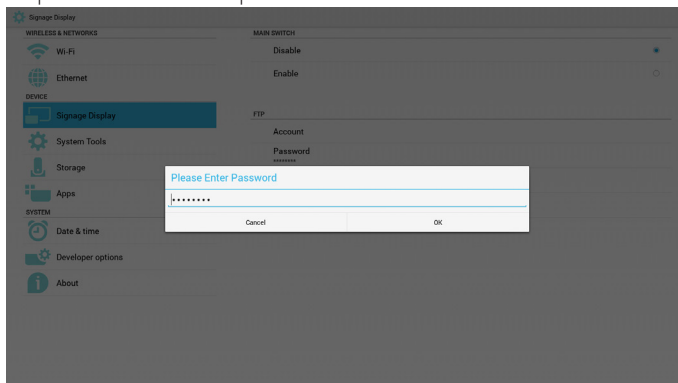 Signage Display
WIRELESS & NETWORKS
Wi-Fi
Ethernet
DEVICE
Signage Display
System Tools
Storage
Apps
SYSTEM
Date & time
Developer options
About
MAIN SWITCH
Disable
Enable
FTP
Account
Password
********
Please Enter Password
••••••••
Cancel
OK